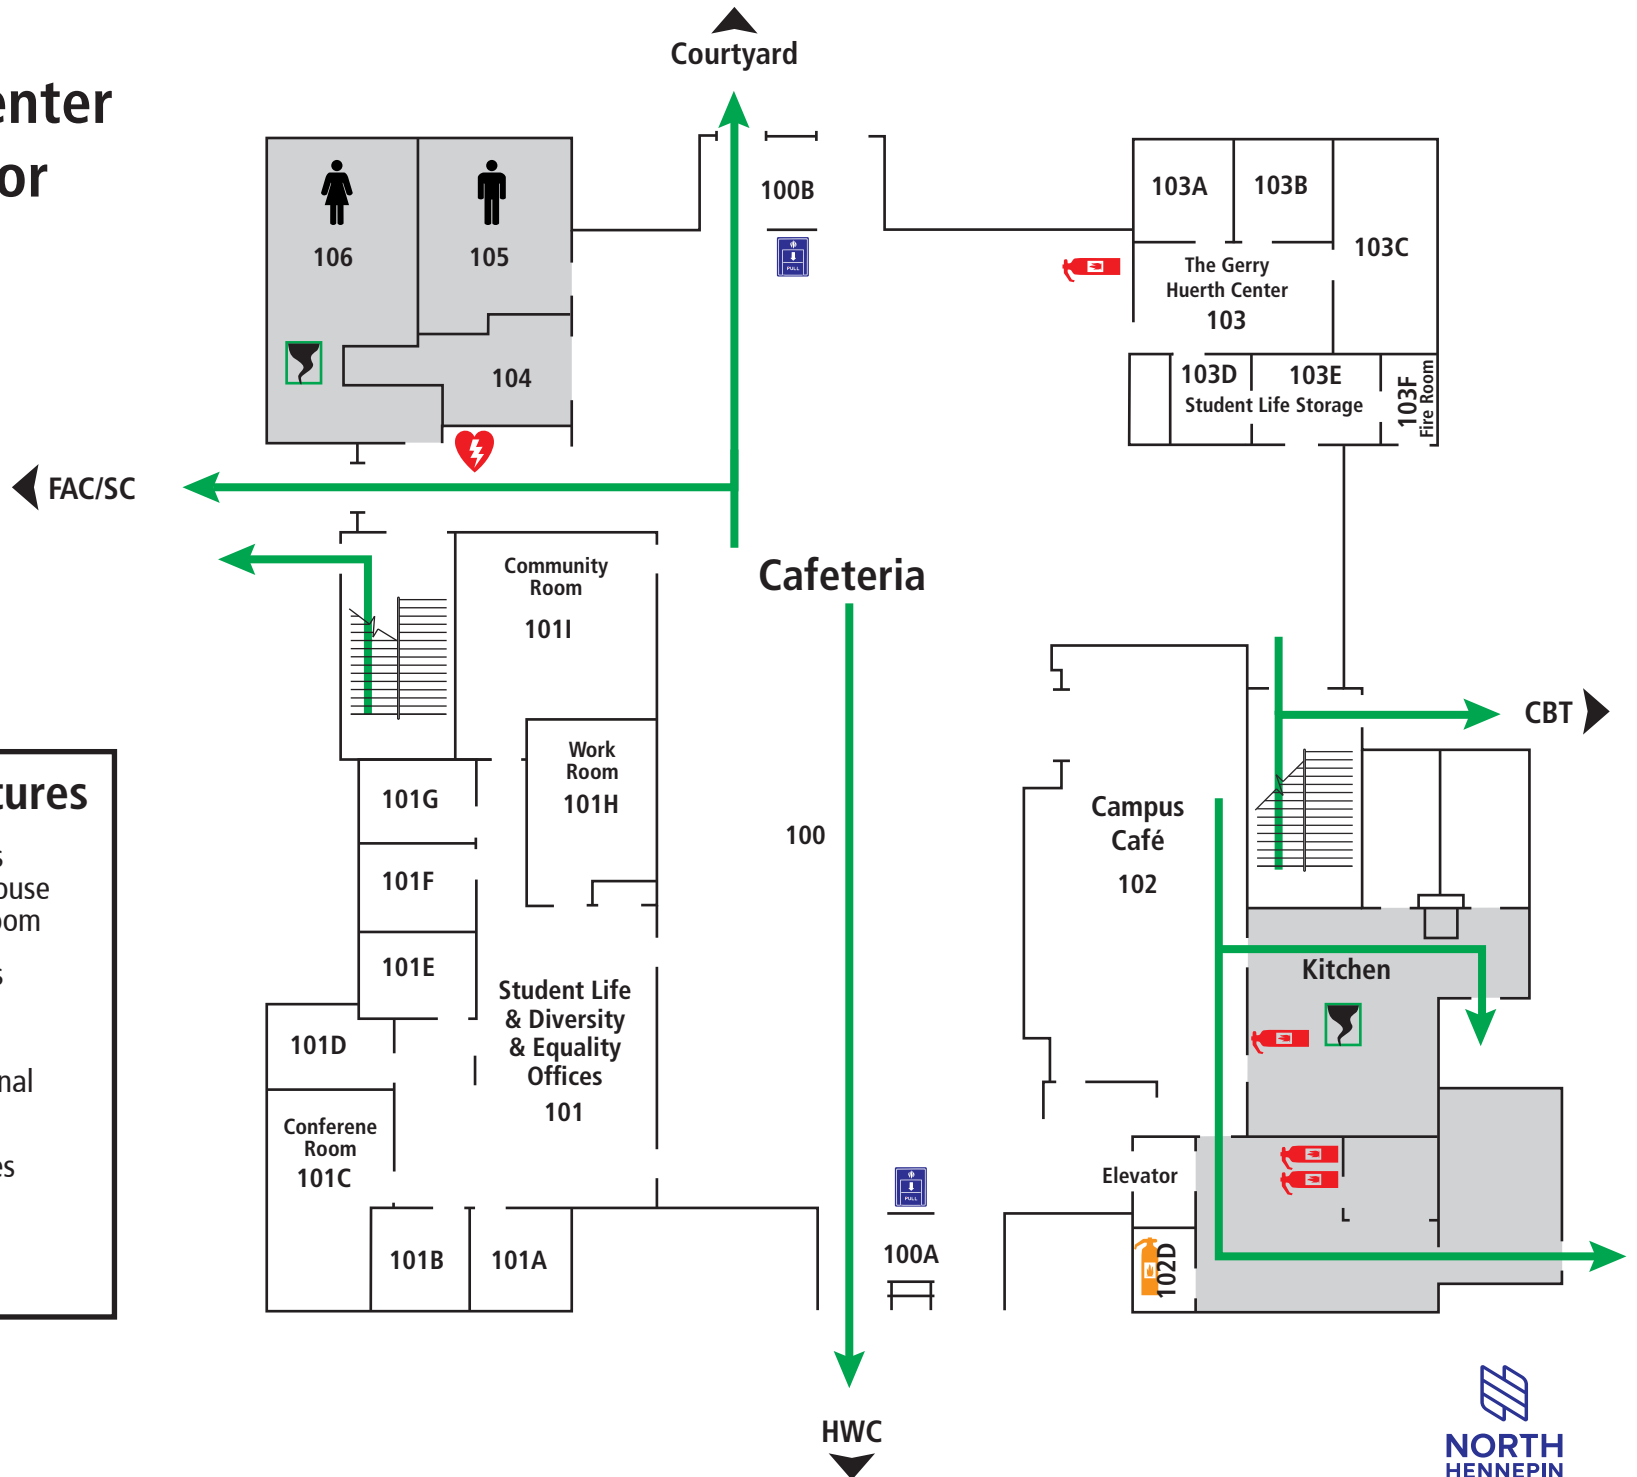 Courtyard
enter
or
100B
106
105
104
103A
103B
103C
The Gerry
Huerth Center
103
103D
103E
Student Life Storage
103F
Fire Room
PULL
FAC/SC
Community
Room
101I
Cafeteria
CBT
Work
Room
101H
101G
101F
101E
101D
100
Campus
Café
102
Kitchen
Student Life
& Diversity
& Equality
Offices
101
Conferene
Room
101C
101B
101A
PULL
100A
Elevator
102D
HWC
tures
s
ouse
oom
s
nal
es
NORTH
HENNEPIN